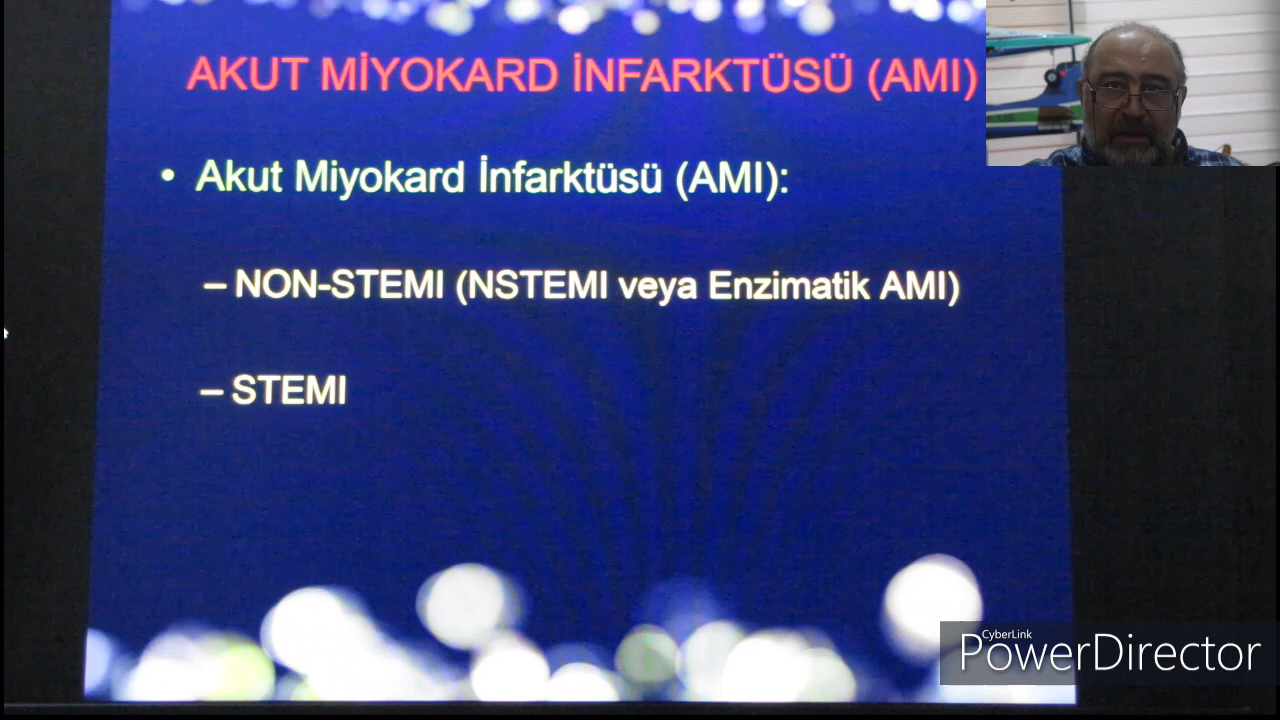 AKUT MİYOKARD İNFARKTÜSÜ (AMI)
• Akut Miyokard İnfarktüsü (AMI):
– NON-STEMI (NSTEMI veya Enzimatik AMI)
– STEMI
CyberLink
PowerDirector